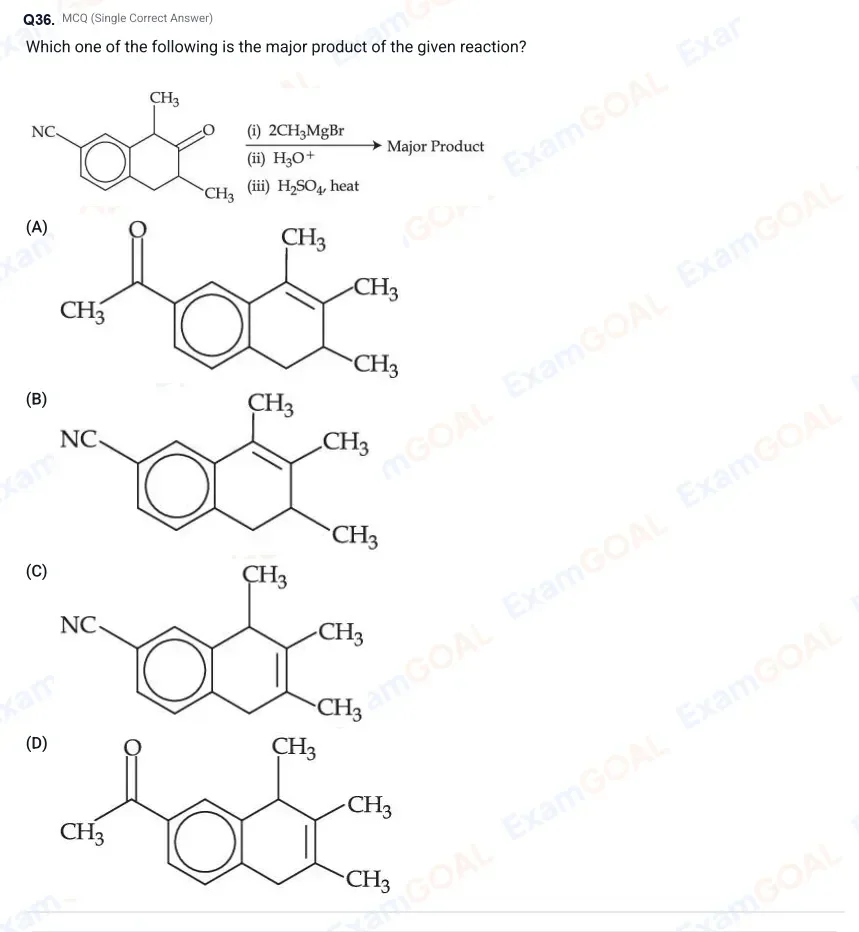 Q36. MCQ (Single Correct Answer)
Which one of the following is the major product of the given reaction?
CH₃
NC
O
(i) 2CH₃MgBr
(ii) H₃O⁺
(iii) H₂SO₄, heat
Major Product
CH₃
(A)
O
CH₃
CH₃
CH₃
CH₃
(B)
CH₃
NC
CH₃
CH₃
(C)
CH₃
NC
CH₃
CH₃
(D)
O
CH₃
CH₃
CH₃
CH₃
ExamGOAL
ExamGOAL
ExamGOAL
ExamGOAL
ExamGOAL
ExamGOAL
ExamGOAL